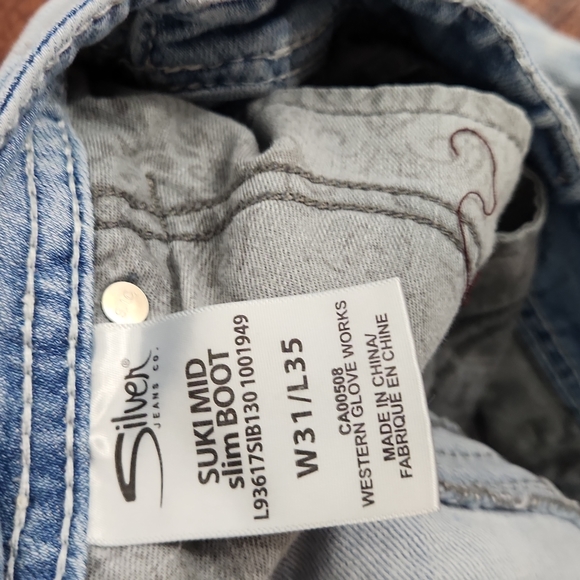 Silver®
JEANS CO.
SUKI MID
slim BOOT
L93617SIB130 1001949
W31/L35
CA00508
WESTERN GLOVE WORKS
MADE IN CHINA/
FABRIQUÉ EN CHINE